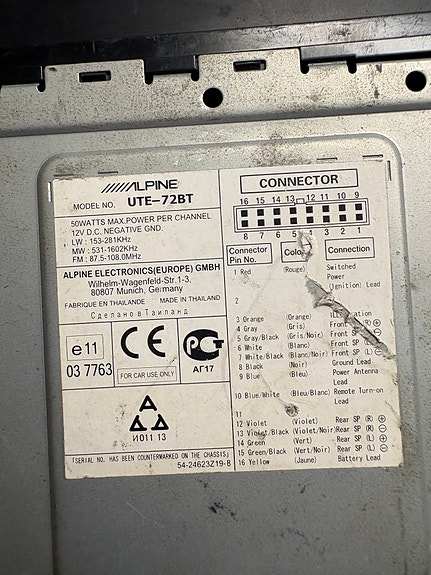 ALPINE
MODEL NO. UTE-72BT
50WATTS MAX.POWER PER CHANNEL
12V D.C. NEGATIVE GND.
LW : 153-281KHz
MW : 531-1602KHz
FM : 87.5-108.0MHz
ALPINE ELECTRONICS(EUROPE) GMBH
Wilhelm-Wagenfeld-Str.1-3,
80807 Munich, Germany
FABRIQUE EN THAILANDE MADE IN THAILAND
Сделано в Таиланд
e11
03 7763
CE
FOR CAR USE ONLY
РСТ
АГ17
И011 13
(SERIAL NO. HAS BEEN COUNTERMARKED ON THE CHASSIS)
54-24623Z19-B
CONNECTOR
16 15 14 13 12 11 10 9
8 7 6 5 3 2 1
Connector Pin No. Color Connection
1 Red (Rouge) Switched Power (Ignition) Lead
2
3 Orange (Orange)
4 Gray (Gris) Front SP (R) ⊕
5 Gray/Black (Gris/Noir) Front SP
6 White (Blanc) Front SP (L)
7 White/Black (Blanc/Noir) Front SP (L)
8 Black (Noir) Ground Lead
9 Blue (Bleu) Power Antenna Lead
10 Blue/White (Bleu/Blanc) Remote Turn-on Lead
11
12 Violet (Violet) Rear SP (R) ⊕
13 Violet/Black (Violet/Noir) Rear SP (R) ⊖
14 Green (Vert) Rear SP (L) ⊕
15 Green/Black (Vert/Noir) Rear SP (L) ⊖
16 Yellow (Jaune) Battery Lead